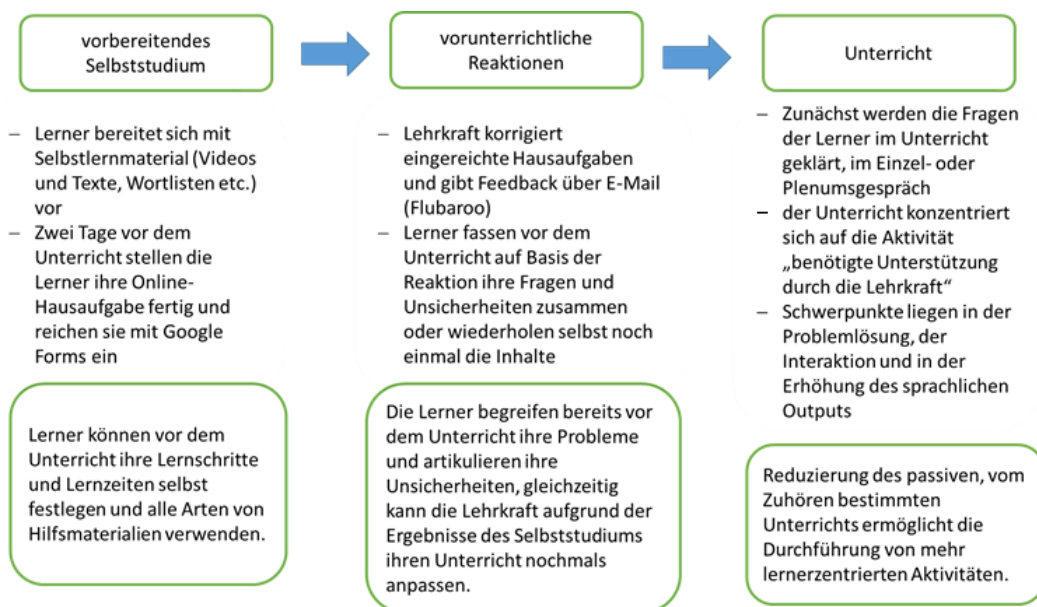 vorbereitendes
Selbststudium
– Lerner bereitet sich mit
Selbstlernmaterial (Videos
und Texte, Wortlisten etc.)
vor
– Zwei Tage vor dem
Unterricht stellen die
Lerner ihre Online-
Hausaufgabe fertig und
reichen sie mit Google
Forms ein
Lerner können vor dem
Unterricht ihre Lernschritte
und Lernzeiten selbst
festlegen und alle Arten von
Hilfsmaterialien verwenden.
vorunterrichtliche
Reaktionen
– Lehrkraft korrigiert
eingereichte Hausaufgaben
und gibt Feedback über E-Mail
(Flubaroo)
– Lerner fassen vor dem
Unterricht auf Basis der
Reaktion ihre Fragen und
Unsicherheiten zusammen
oder wiederholen selbst noch
einmal die Inhalte
Die Lerner begreifen bereits vor
dem Unterricht ihre Probleme
und artikulieren ihre
Unsicherheiten, gleichzeitig
kann die Lehrkraft aufgrund der
Ergebnisse des Selbststudiums
ihren Unterricht nochmals
anpassen.
Unterricht
– Zunächst werden die Fragen
der Lerner im Unterricht
geklärt, im Einzel- oder
Plenumsgespräch
– der Unterricht konzentriert
sich auf die Aktivität
„benötigte Unterstützung
durch die Lehrkraft“
– Schwerpunkte liegen in der
Problemlösung, der
Interaktion und in der
Erhöhung des sprachlichen
Outputs
Reduzierung des passiven, vom
Zuhören bestimmten
Unterrichts ermöglicht die
Durchführung von mehr
lernerzentrierten Aktivitäten.